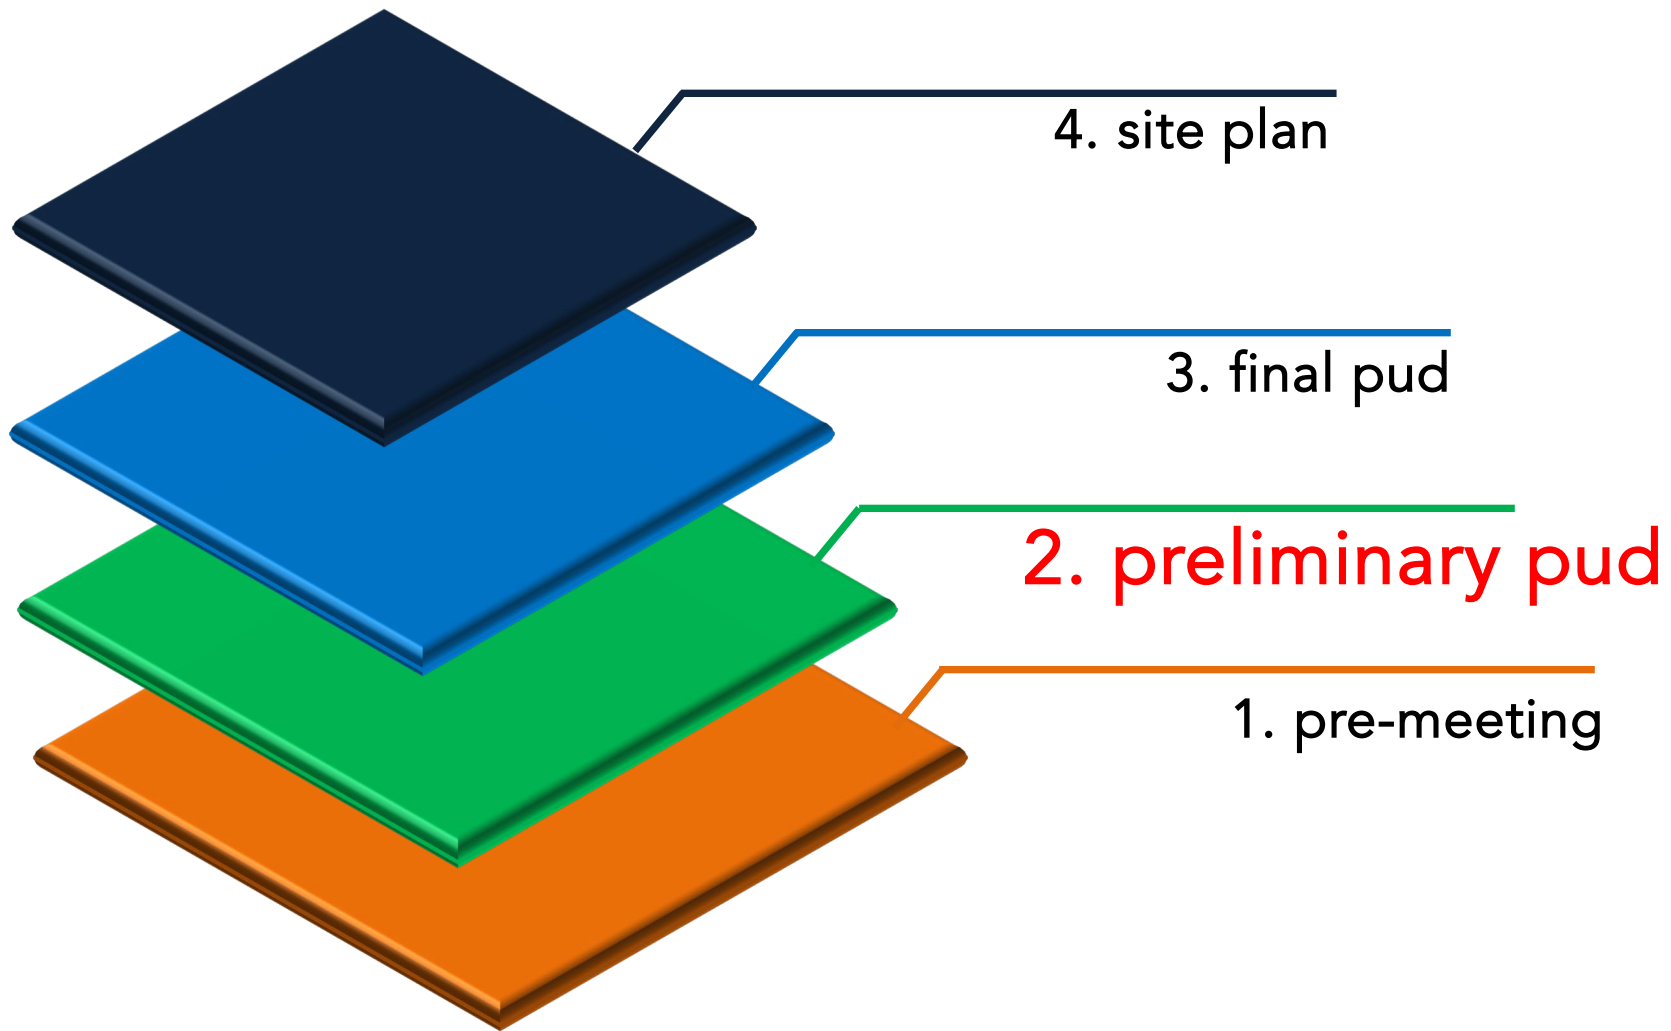 4. site plan
3. final pud
2. preliminary pud
1. pre-meeting